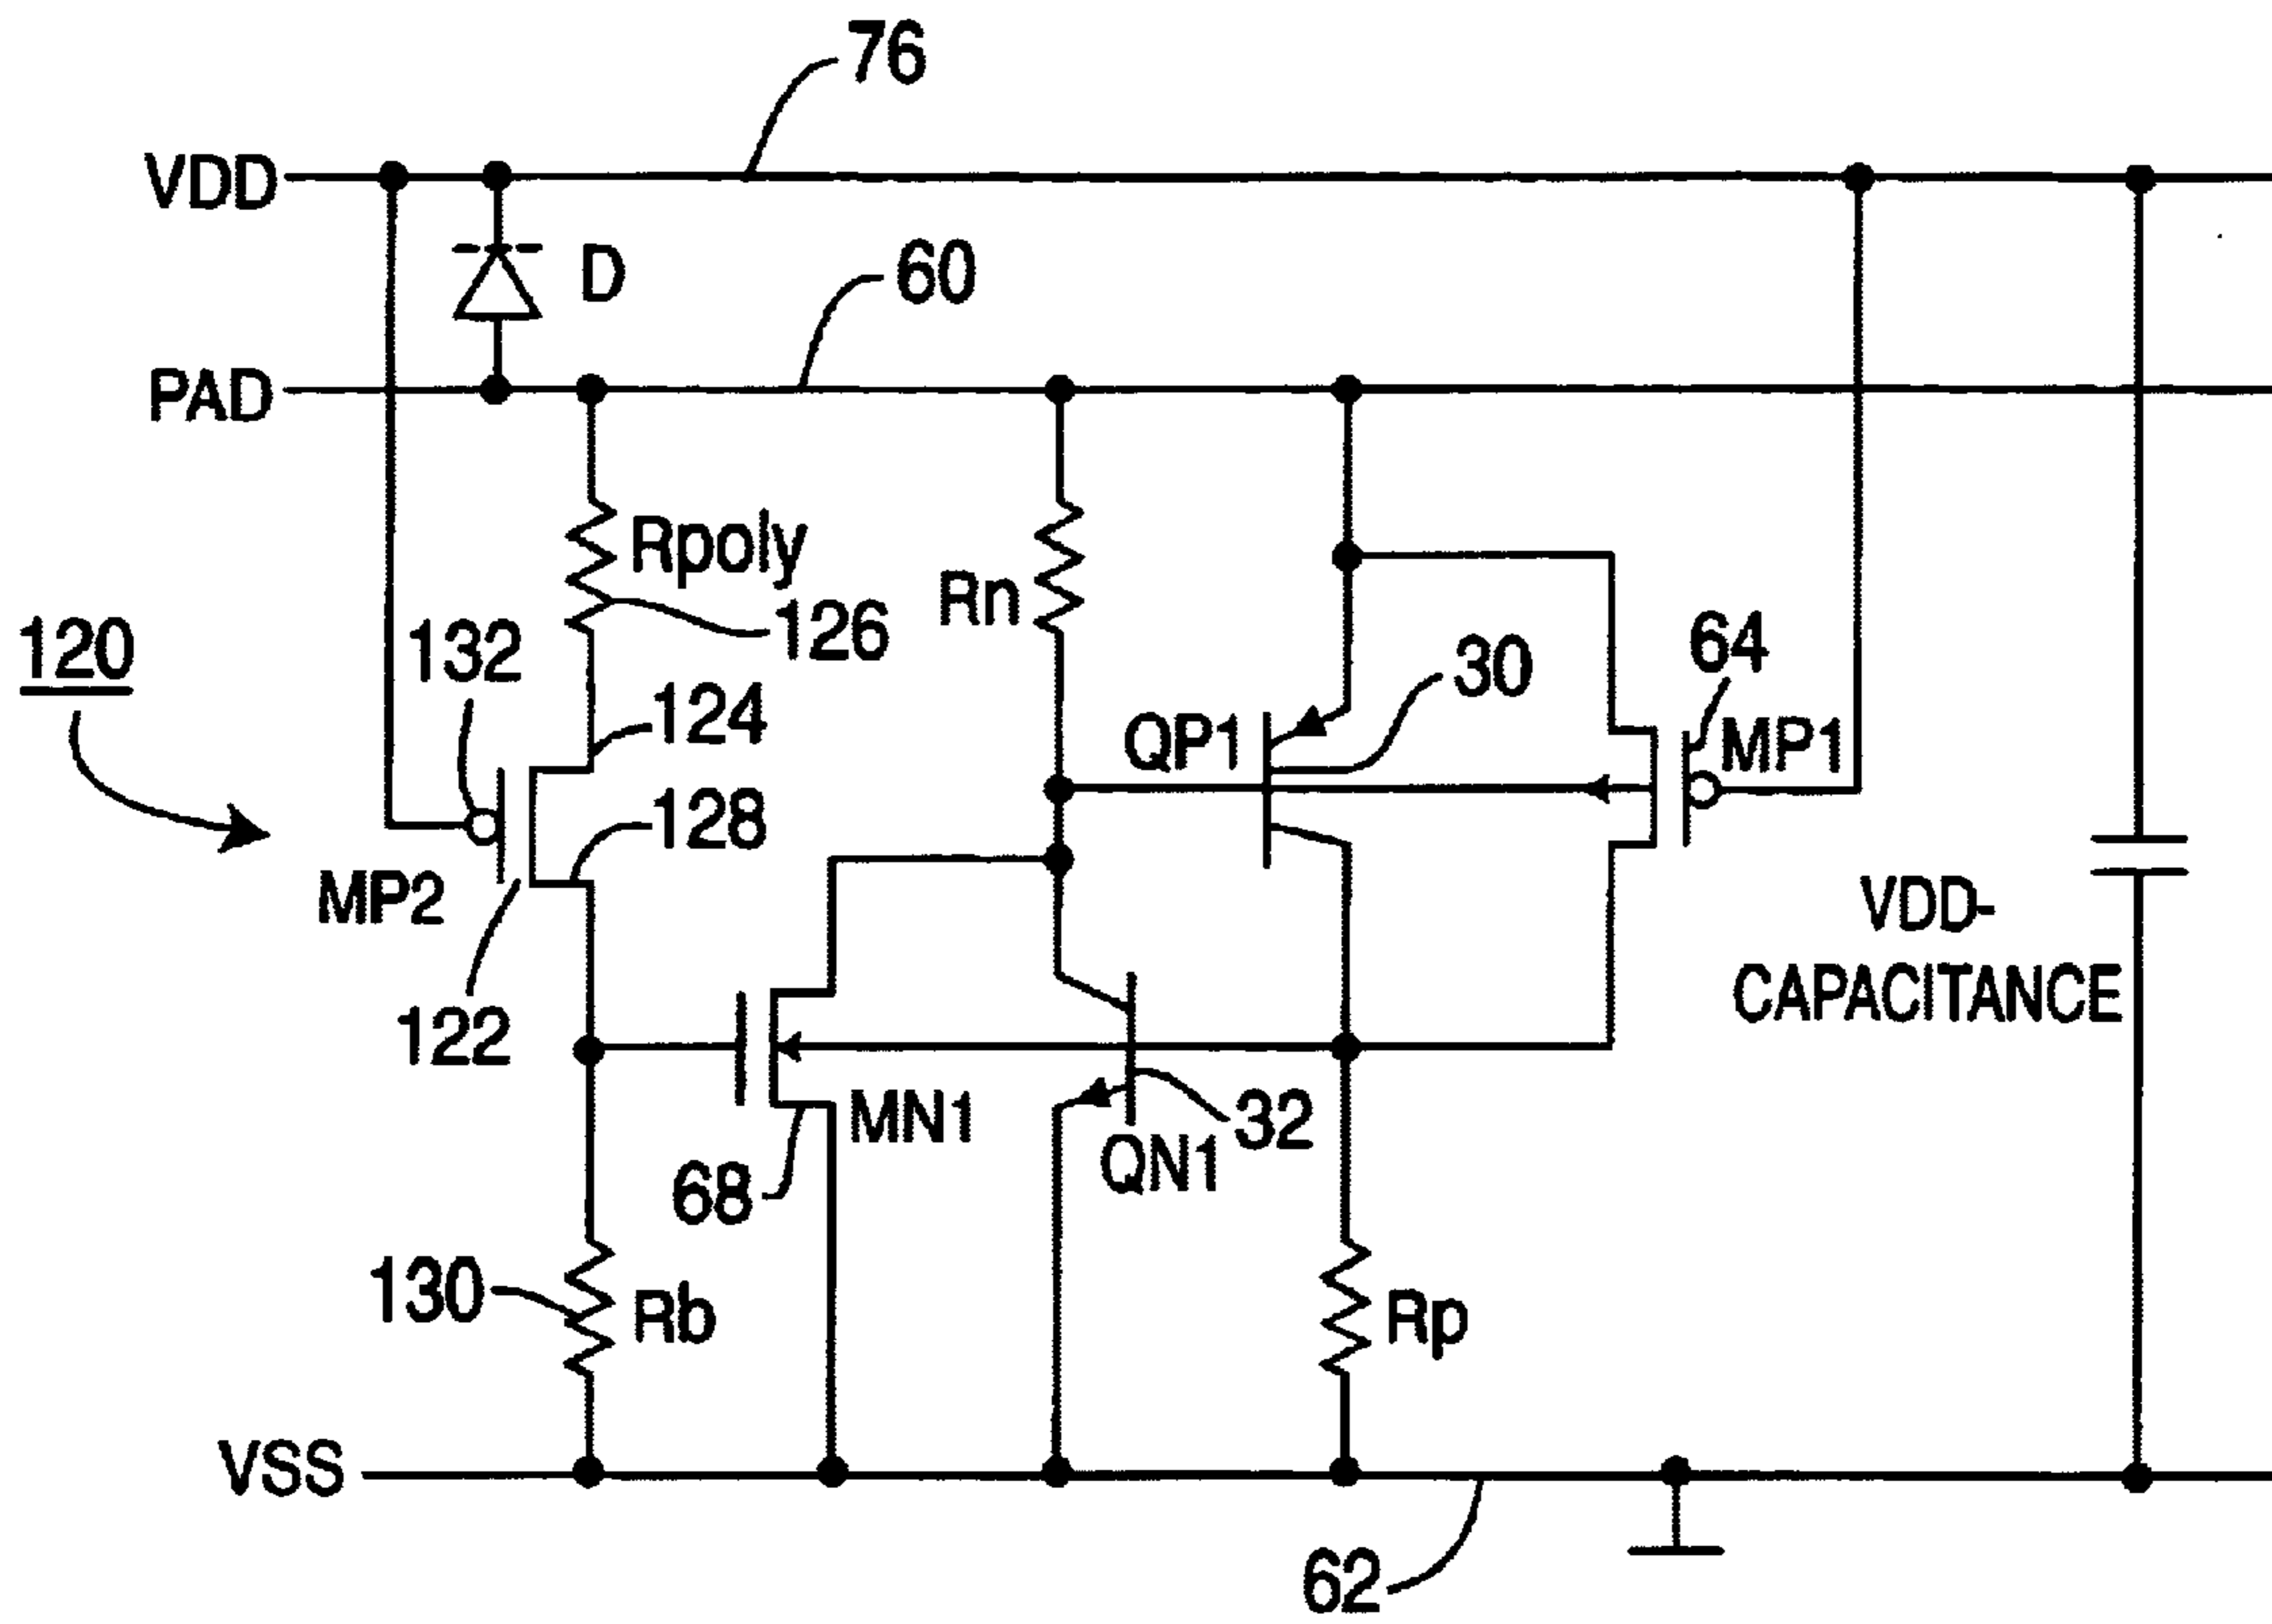 76
VDD
D
60
PAD
Rpoly
126
Rn
120
132
124
30
64
QP1
MP1
128
MP2
122
VDD-
CAPACITANCE
MN1
32
QN1
68
130
Rb
Rp
VSS
62